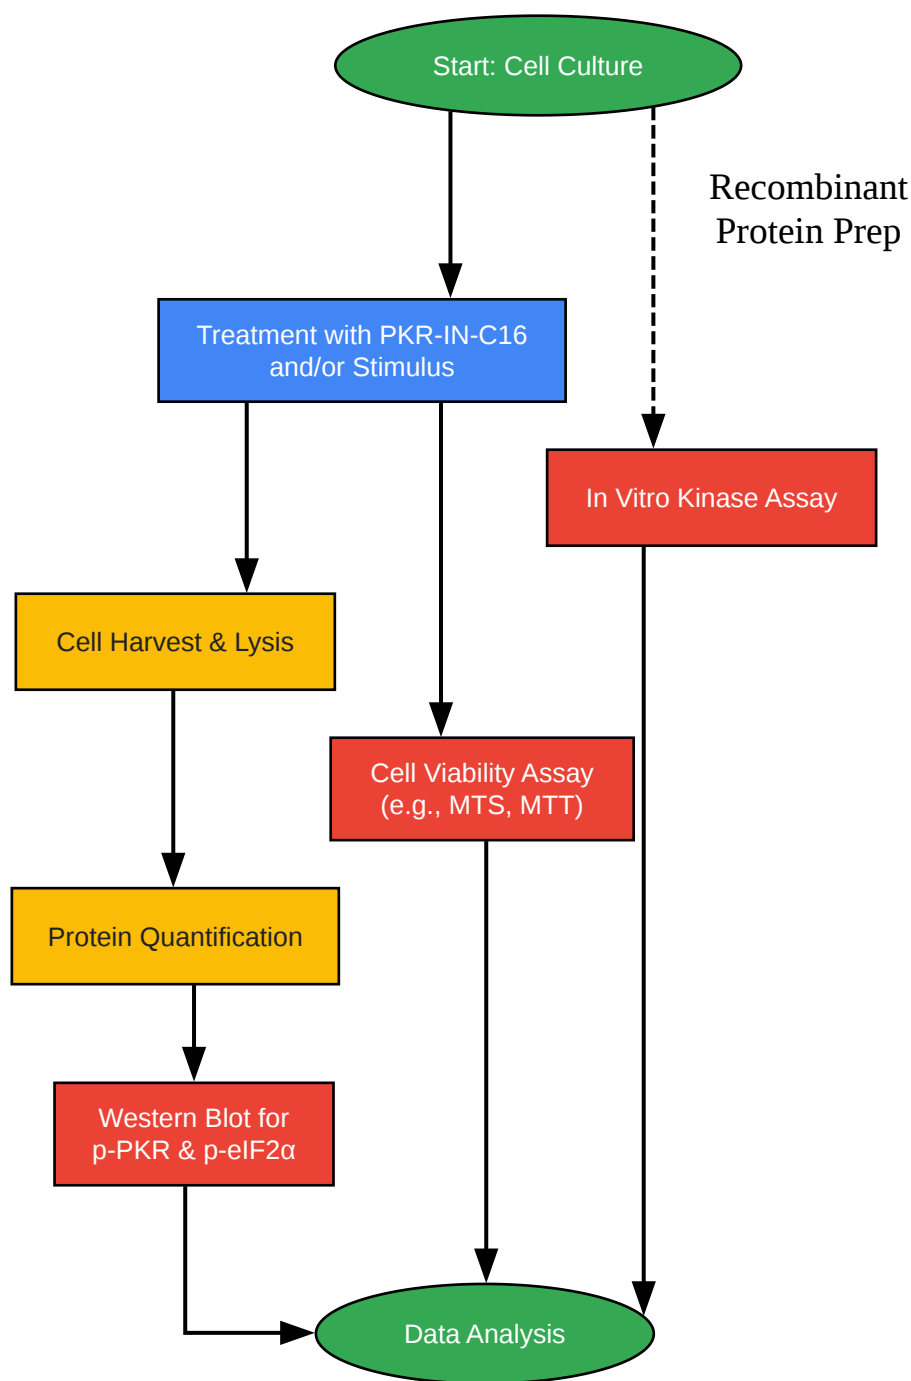 Start: Cell Culture
Recombinant
Protein Prep
Treatment with PKR-IN-C16
and/or Stimulus
In Vitro Kinase Assay
Cell Harvest & Lysis
Cell Viability Assay
(e.g., MTS, MTT)
Protein Quantification
Western Blot for
p-PKR & p-eIF2α
Data Analysis